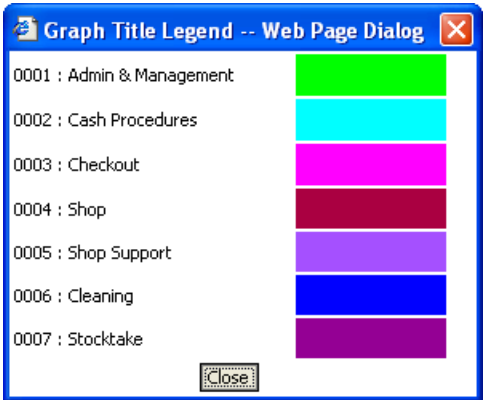 Graph Title Legend -- Web Page Dialog
0001 : Admin & Management
0002 : Cash Procedures
0003 : Checkout
0004 : Shop
0005 : Shop Support
0006 : Cleaning
0007 : Stocktake
Close